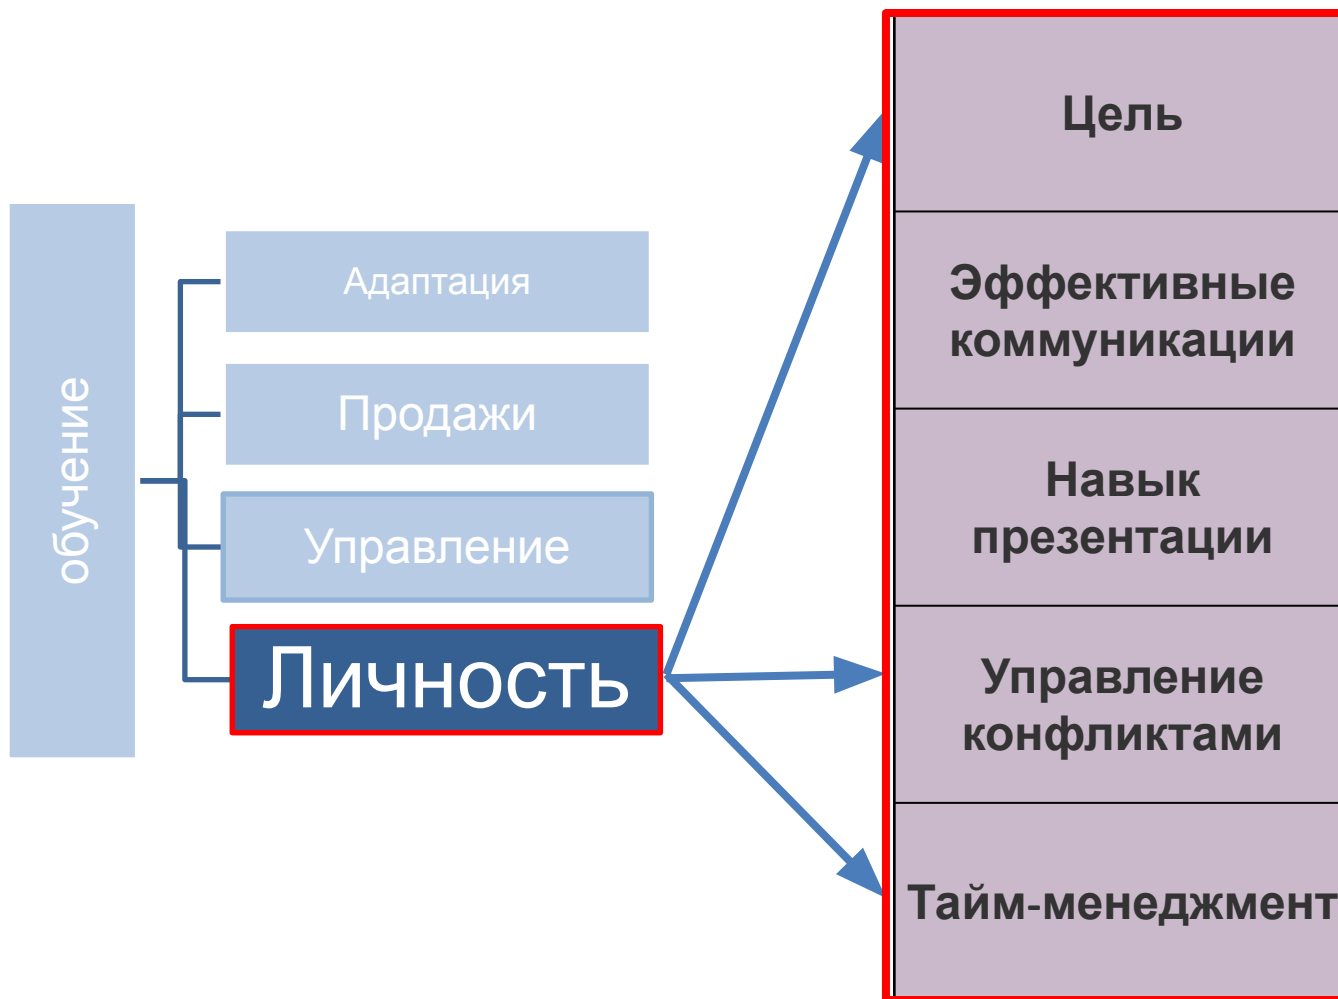 обучение
Адаптация
Продажи
Управление
Личность
Цель
Эффективные
коммуникации
Навык
презентации
Управление
конфликтами
Тайм-менеджмент